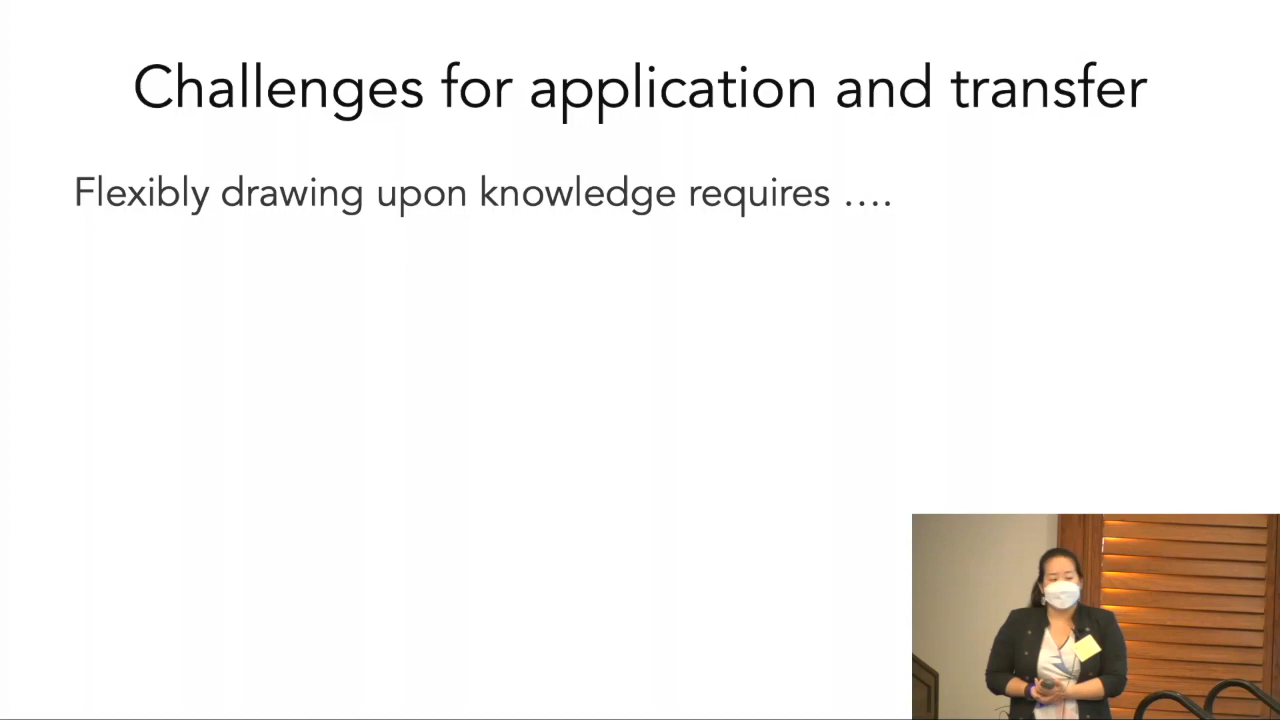 Challenges for application and transfer
Flexibly drawing upon knowledge requires ....